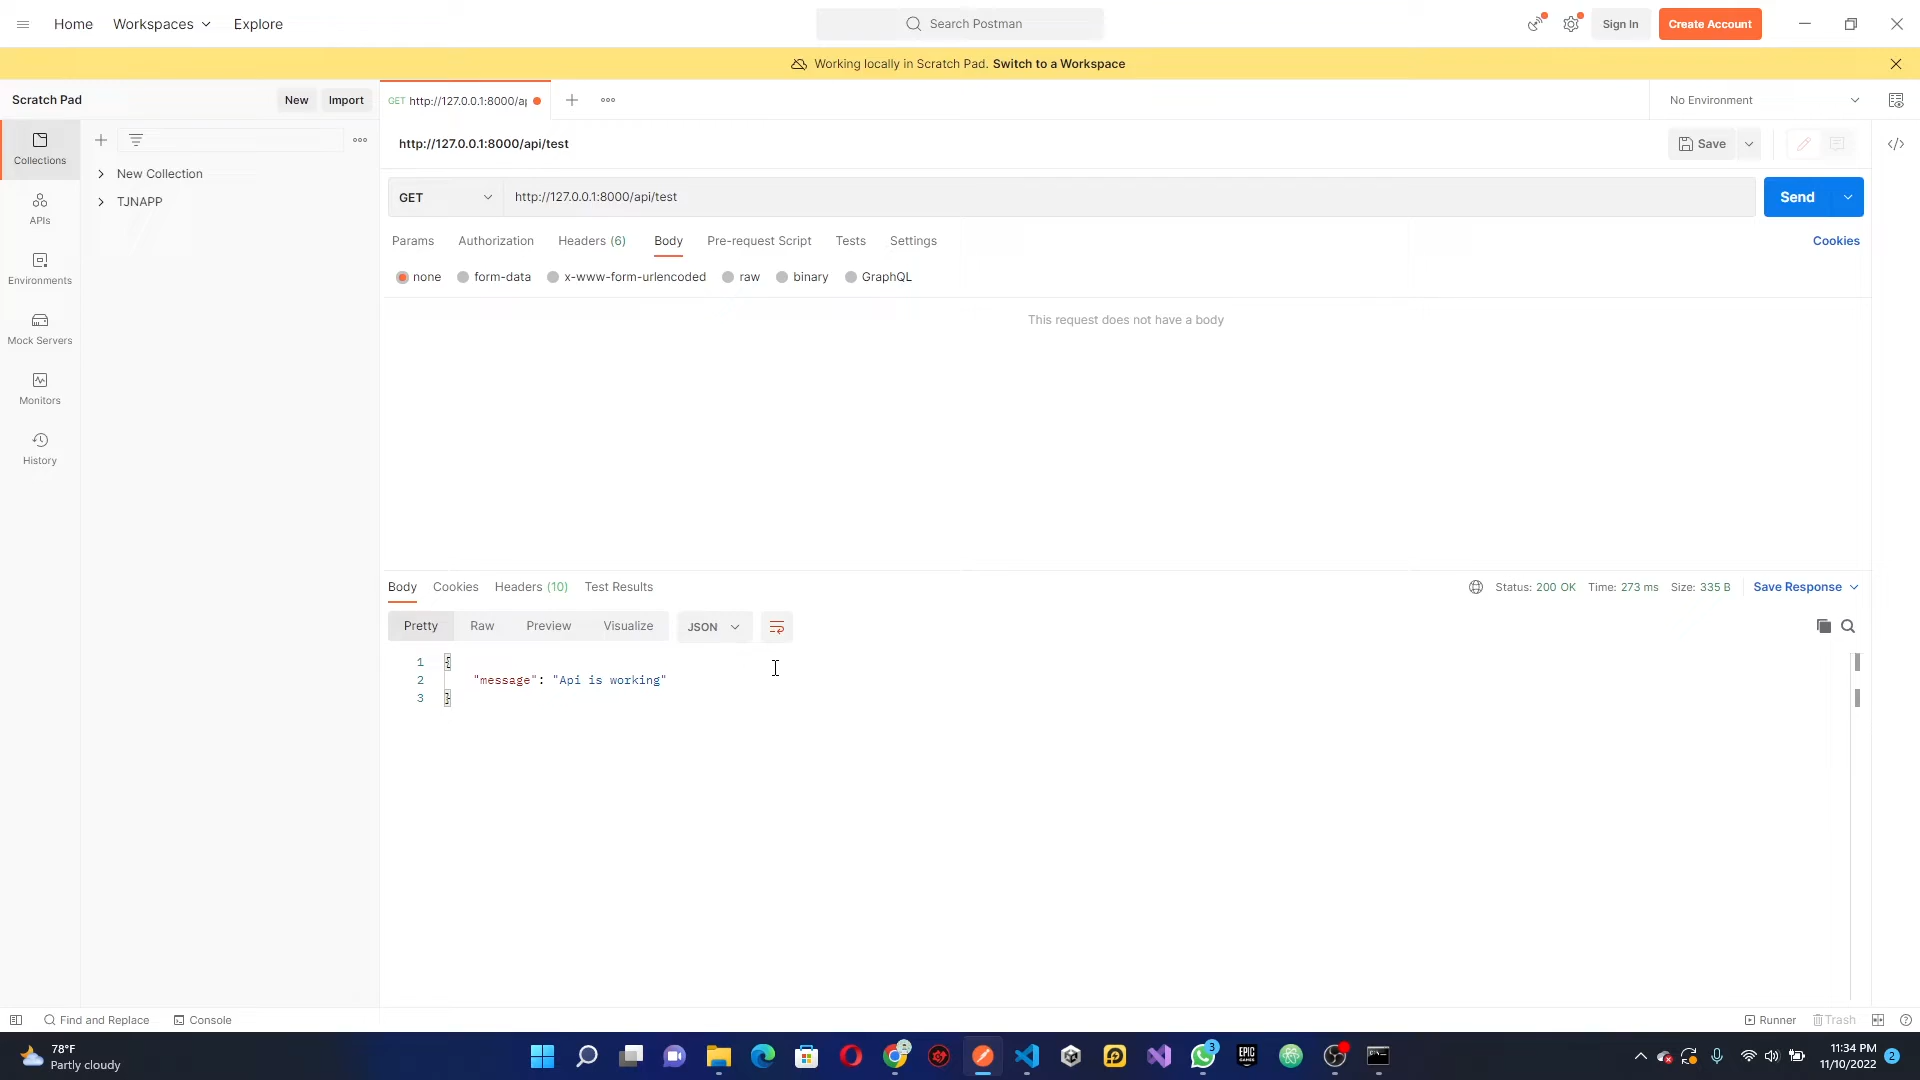 Home Workspaces Explore Search Postman Sign In Create Account
Working locally in Scratch Pad. Switch to a Workspace
Scratch Pad New Import GET http://127.0.0.1:8000/ap No Environment
http://127.0.0.1:8000/api/test Save
Collections
New Collection
TJNAPP
APIs
Environments
Mock Servers
Monitors
History
GET http://127.0.0.1:8000/api/test Send
Params Authorization Headers (6) Body Pre-request Script Tests Settings Cookies
none form-data x-www-form-urlencoded raw binary GraphQL
This request does not have a body
Body Cookies Headers (10) Test Results Status: 200 OK Time: 273 ms Size: 335 B Save Response
Pretty Raw Preview Visualize JSON
1 {
2 "message": "Api is working"
3 }
Find and Replace Console Runner Trash
78°F
Partly cloudy
3
EPIC GAMES
11:34 PM
11/10/2022
2